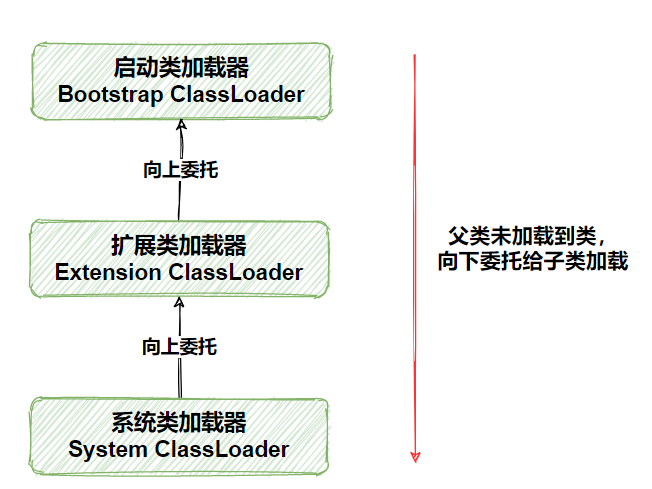 启动类加载器
Bootstrap ClassLoader
向上委托
扩展类加载器
Extension ClassLoader
父类未加载到类，
向下委托给子类加载
向上委托
系统类加载器
System ClassLoader